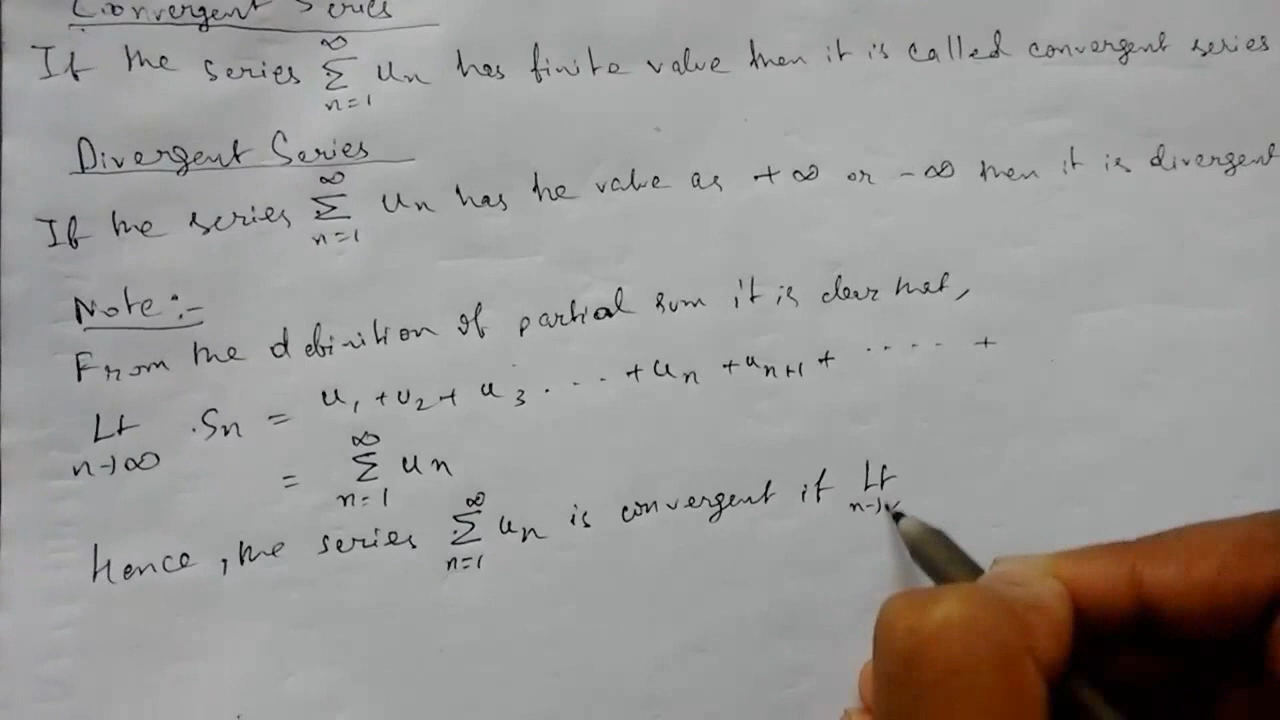 Convergent Series
If the series ∞ Σ n=1 un has finite value then it is called convergent series
Divergent Series
If the series ∞ Σ n=1 un has he value as +∞ or -∞ then it is divergent
Note:-
From the definition of partial sum it is clear that,
Lt n→∞ .Sn = u1 + u2 + u3 .... + un + un+1 + ..... +
= ∞ Σ n=1 un
Hence, the series ∞ Σ n=1 un is convergent if Lt n→